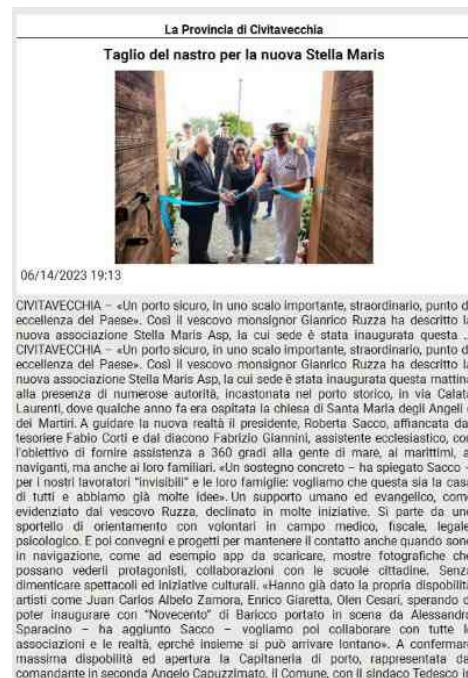 La Provincia di Civitavecchia
Taglio del nastro per la nuova Stella Maris
06/14/2023 19:13
CIVITAVECCHIA – «Un porto sicuro, in uno scalo importante, straordinario, punto d
eccellenza del Paese». Così il vescovo monsignor Gianrico Ruzza ha descritto la
nuova associazione Stella Maris Asp, la cui sede è stata inaugurata questa ...
CIVITAVECCHIA – «Un porto sicuro, in uno scalo importante, straordinario, punto d
eccellenza del Paese». Così il vescovo monsignor Gianrico Ruzza ha descritto la
nuova associazione Stella Maris Asp, la cui sede è stata inaugurata questa mattin
alla presenza di numerose autorità, incastonata nel porto storico, in via Calata
Laurenti, dove qualche anno fa era ospitata la chiesa di Santa Maria degli Angeli
dei Martiri. A guidare la nuova realtà il presidente, Roberta Sacco, affiancata da
tesoriere Fabio Corti e dal diacono Fabrizio Giannini, assistente ecclesiastico, con
l'obiettivo di fornire assistenza a 360 gradi alla gente di mare, ai marittimi, a
naviganti, ma anche ai loro familiari. «Un sostegno concreto – ha spiegato Sacco
per i nostri lavoratori "invisibili" e le loro famiglie: vogliamo che questa sia la casa
di tutti e abbiamo già molte idee». Un supporto umano ed evangelico, come
evidenziato dal vescovo Ruzza, declinato in molte iniziative. Si parte da uno
sportello di orientamento con volontari in campo medico, fiscale, legale
psicologico. E poi convegni e progetti per mantenere il contatto anche quando sono
in navigazione, come ad esempio app da scaricare, mostre fotografiche che
possano vederli protagonisti, collaborazioni con le scuole cittadine. Senza
dimenticare spettacoli ed iniziative culturali. «Hanno già dato la propria dispobilità
artisti come Juan Carlos Albelo Zamora, Enrico Giaretta, Olen Cesari, sperando d
poter inaugurare con "Novecento" di Baricco portato in scena da Alessandro
Sparacino – ha aggiunto Sacco – vogliamo poi collaborare con tutte le
associazioni e le realtà, eprché insieme si può arrivare lontano». A confermare
massima dispobilità ed apertura la Capitaneria di porto, rappresentata da
comandante in seconda Angelo Capuzzimato, il Comune, con il sindaco Tedesco in